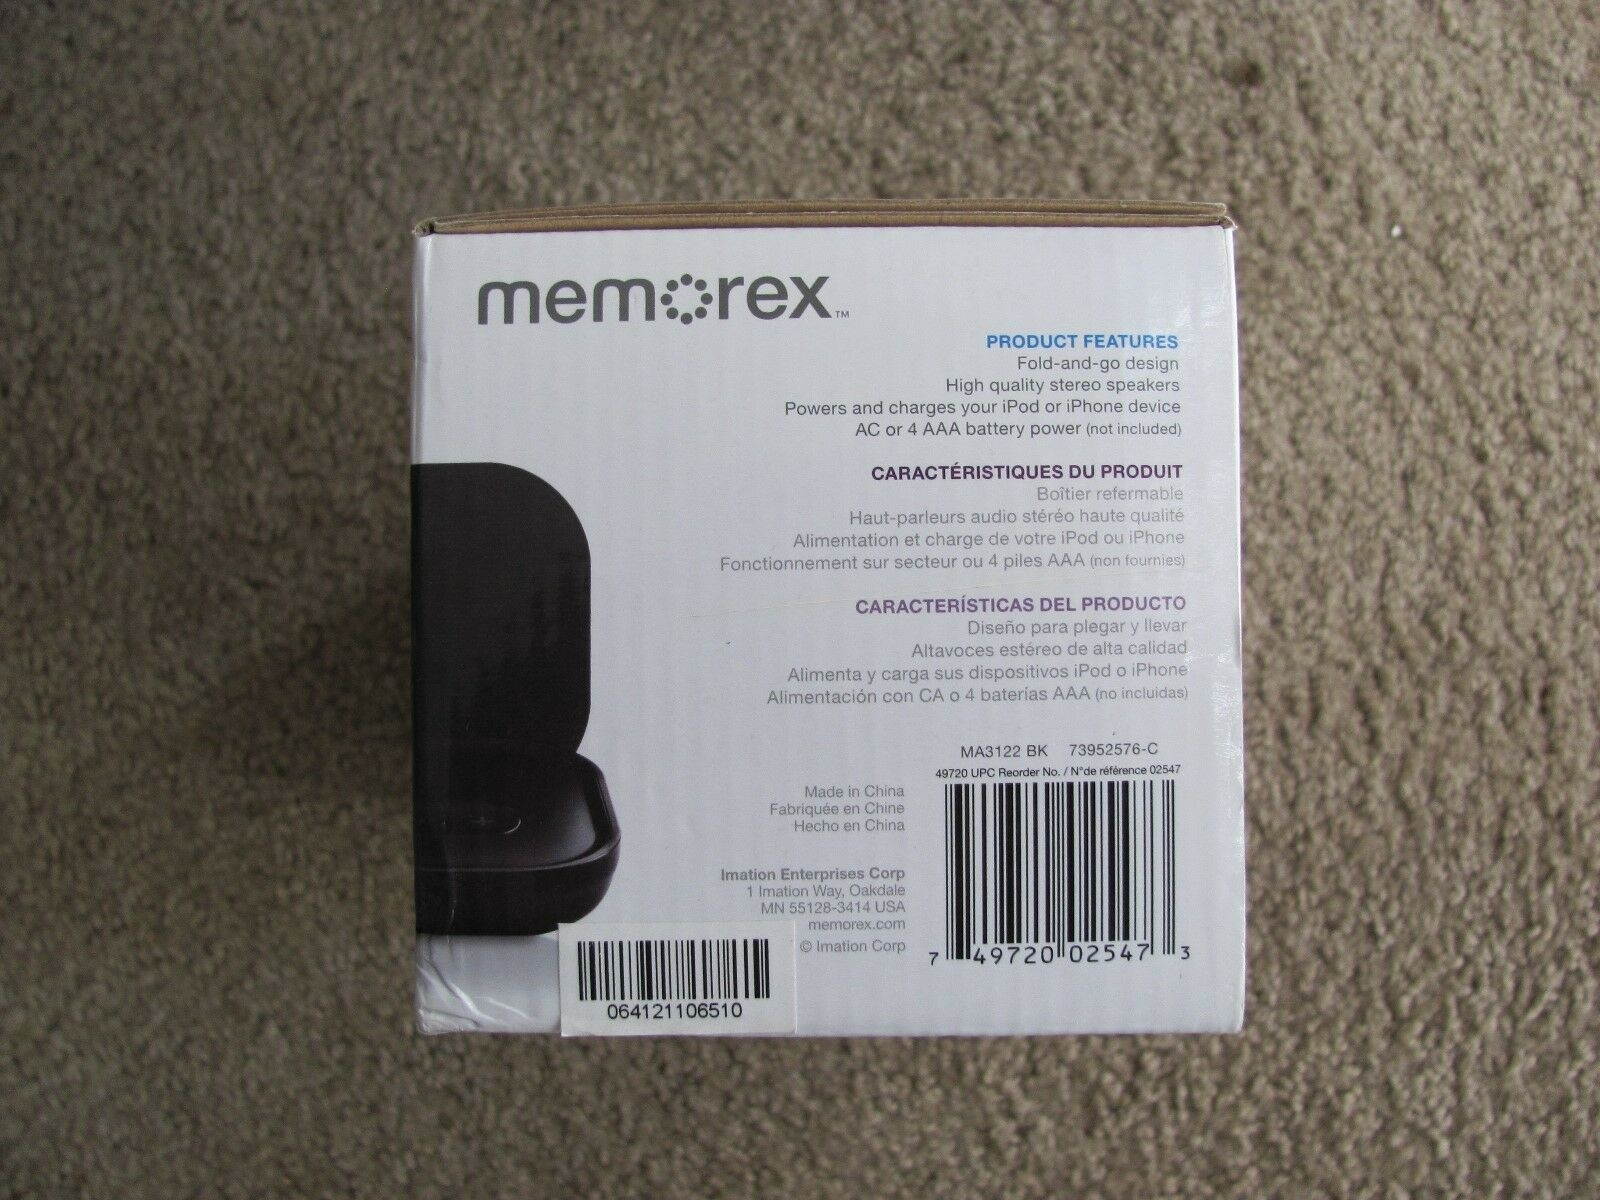 memorex™
PRODUCT FEATURES
Fold-and-go design
High quality stereo speakers
Powers and charges your iPod or iPhone device
AC or 4 AAA battery power (not included)
CARACTÉRISTIQUES DU PRODUIT
Boîtier refermable
Haut-parleurs audio stéréo haute qualité
Alimentation et charge de votre iPod ou iPhone
Fonctionnement sur secteur ou 4 piles AAA (non fournies)
CARACTERÍSTICAS DEL PRODUCTO
Diseño para plegar y llevar
Altavoces estéreo de alta calidad
Alimenta y carga sus dispositivos iPod o iPhone
Alimentación con CA o 4 baterías AAA (no incluidas)
MA3122 BK 73952576-C
49720 UPC Reorder No. / N°de référence 02547
Made in China
Fabriquée en Chine
Hecho en China
Imation Enterprises Corp
1 Imation Way, Oakdale
MN 55128-3414 USA
memorex.com
© Imation Corp
7 49720 02547 3
064121106510